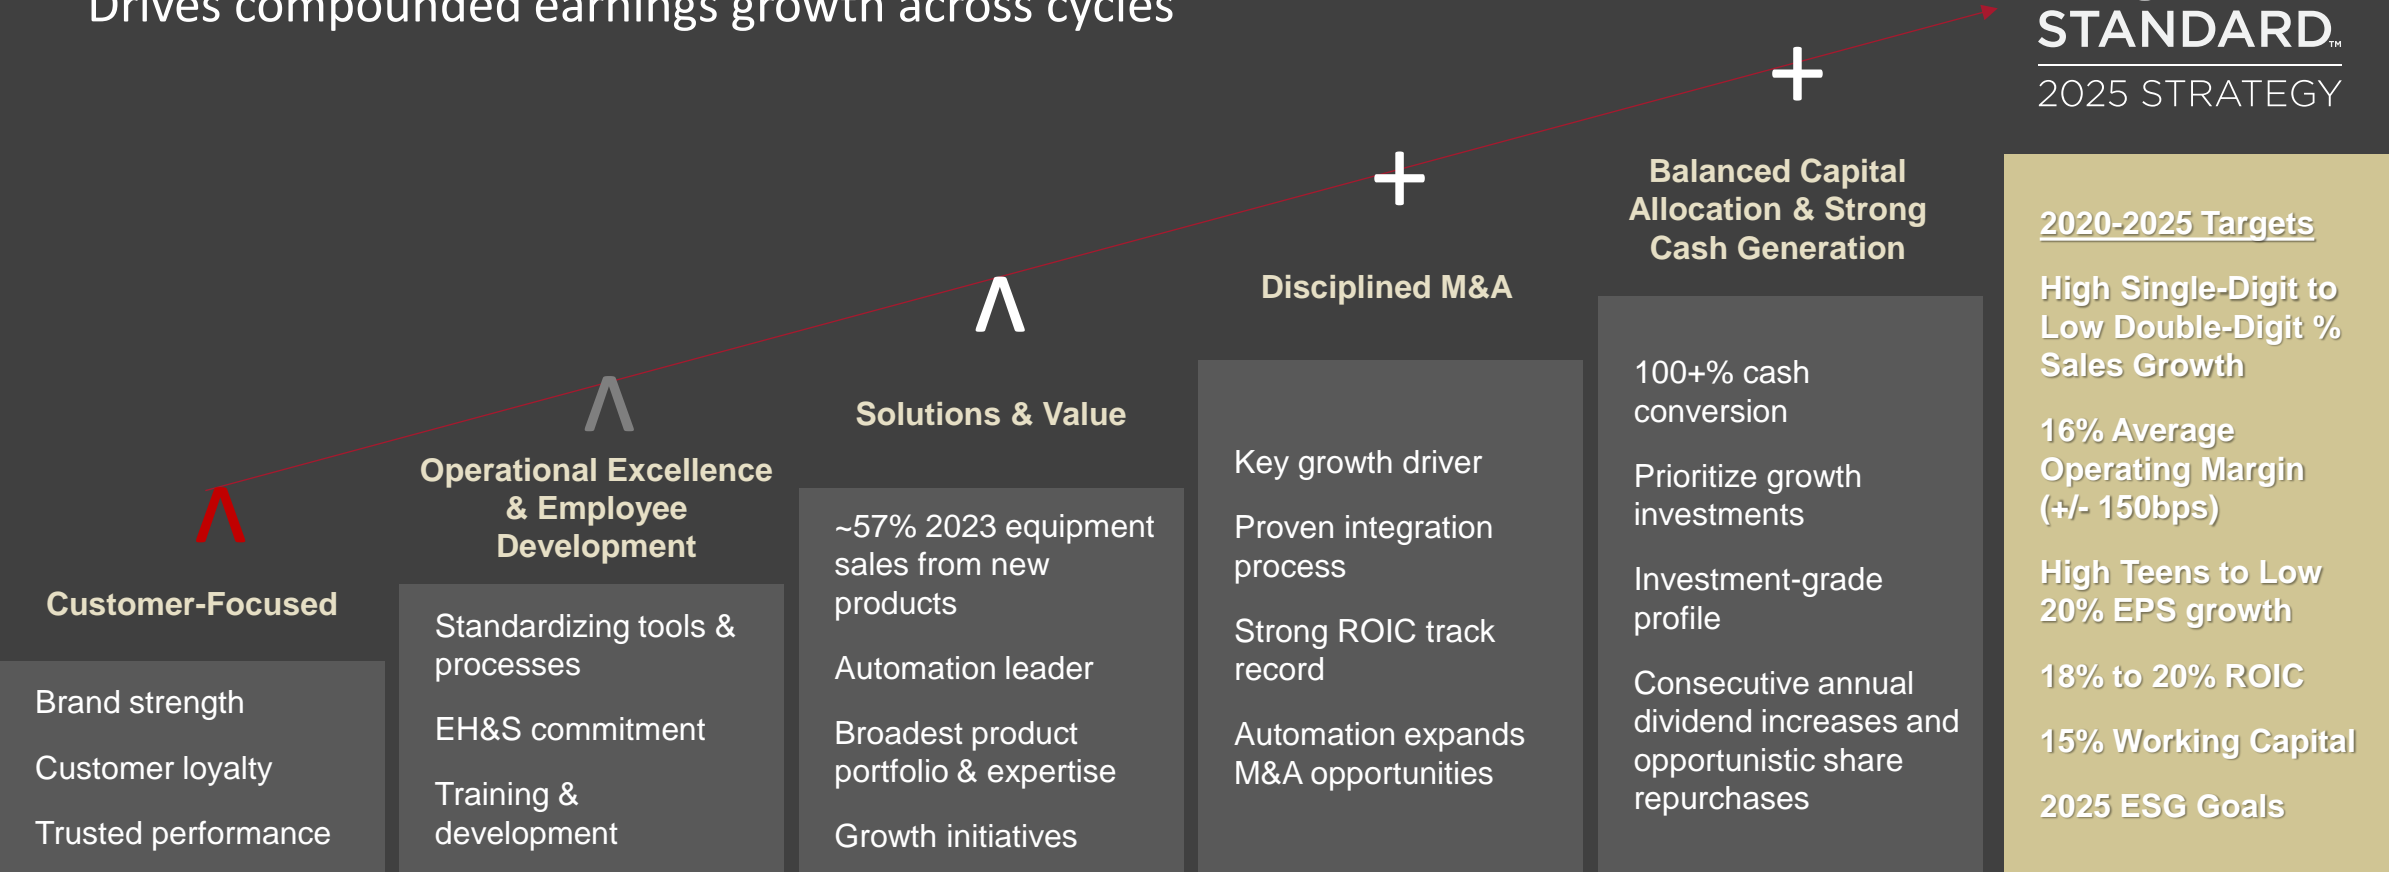 Drives compounded earnings growth across cycles
STANDARD™
2025 STRATEGY
+
+
Λ
Λ
Λ
Customer-Focused
Brand strength
Customer loyalty
Trusted performance
Operational Excellence
& Employee
Development
Standardizing tools &
processes
EH&S commitment
Training &
development
Solutions & Value
~57% 2023 equipment
sales from new
products
Automation leader
Broadest product
portfolio & expertise
Growth initiatives
Disciplined M&A
Key growth driver
Proven integration
process
Strong ROIC track
record
Automation expands
M&A opportunities
Balanced Capital
Allocation & Strong
Cash Generation
100+% cash
conversion
Prioritize growth
investments
Investment-grade
profile
Consecutive annual
dividend increases and
opportunistic share
repurchases
2020-2025 Targets
High Single-Digit to
Low Double-Digit %
Sales Growth
16% Average
Operating Margin
(+/- 150bps)
High Teens to Low
20% EPS growth
18% to 20% ROIC
15% Working Capital
2025 ESG Goals